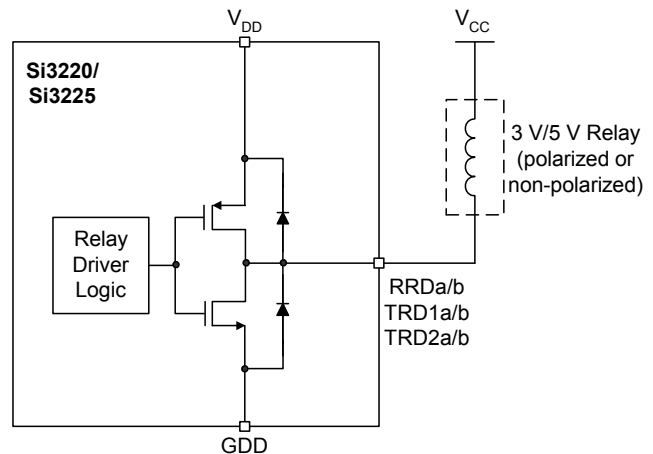 VDD
VCC
Si3220/
Si3225
3 V/5 V Relay
(polarized or
non-polarized)
Relay
Driver
Logic
RRDa/b
TRD1a/b
TRD2a/b
GDD